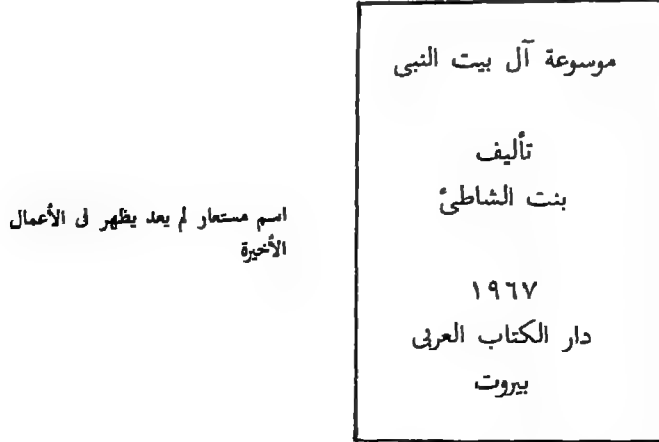 موسوعة آل بيت النبى
تأليف
بنت الشاطئ
اسم مستعار لم يعد يظهر فى الأعمال
الأخيرة
١٩٦٧
دار الكتاب العربى
بيروت